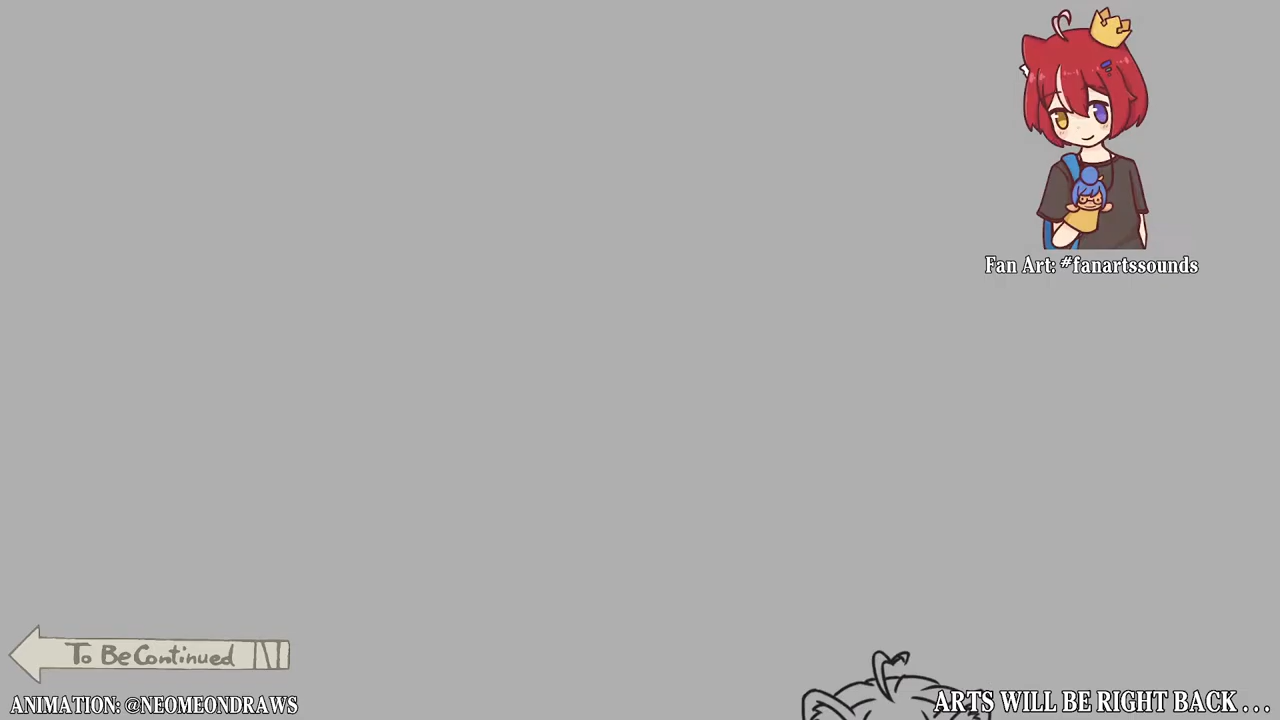 Fan Art: #fanartssounds
To Be Continued
ANIMATION: @NEOMEONDRAWS
ARTS WILL BE RIGHT BACK . . .